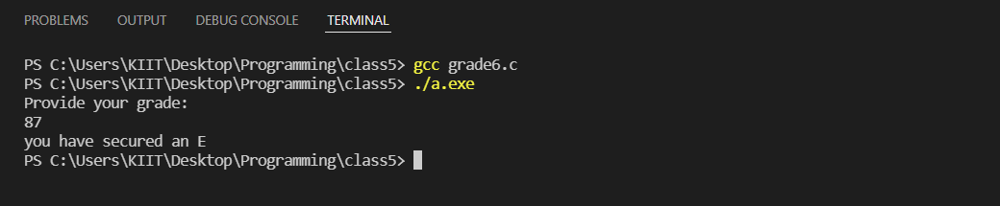 PROBLEMS OUTPUT DEBUG CONSOLE TERMINAL
PS C:\Users\KIIT\Desktop\Programming\class5> gcc grade6.c
PS C:\Users\KIIT\Desktop\Programming\class5> ./a.exe
Provide your grade:
87
you have secured an E
PS C:\Users\KIIT\Desktop\Programming\class5>